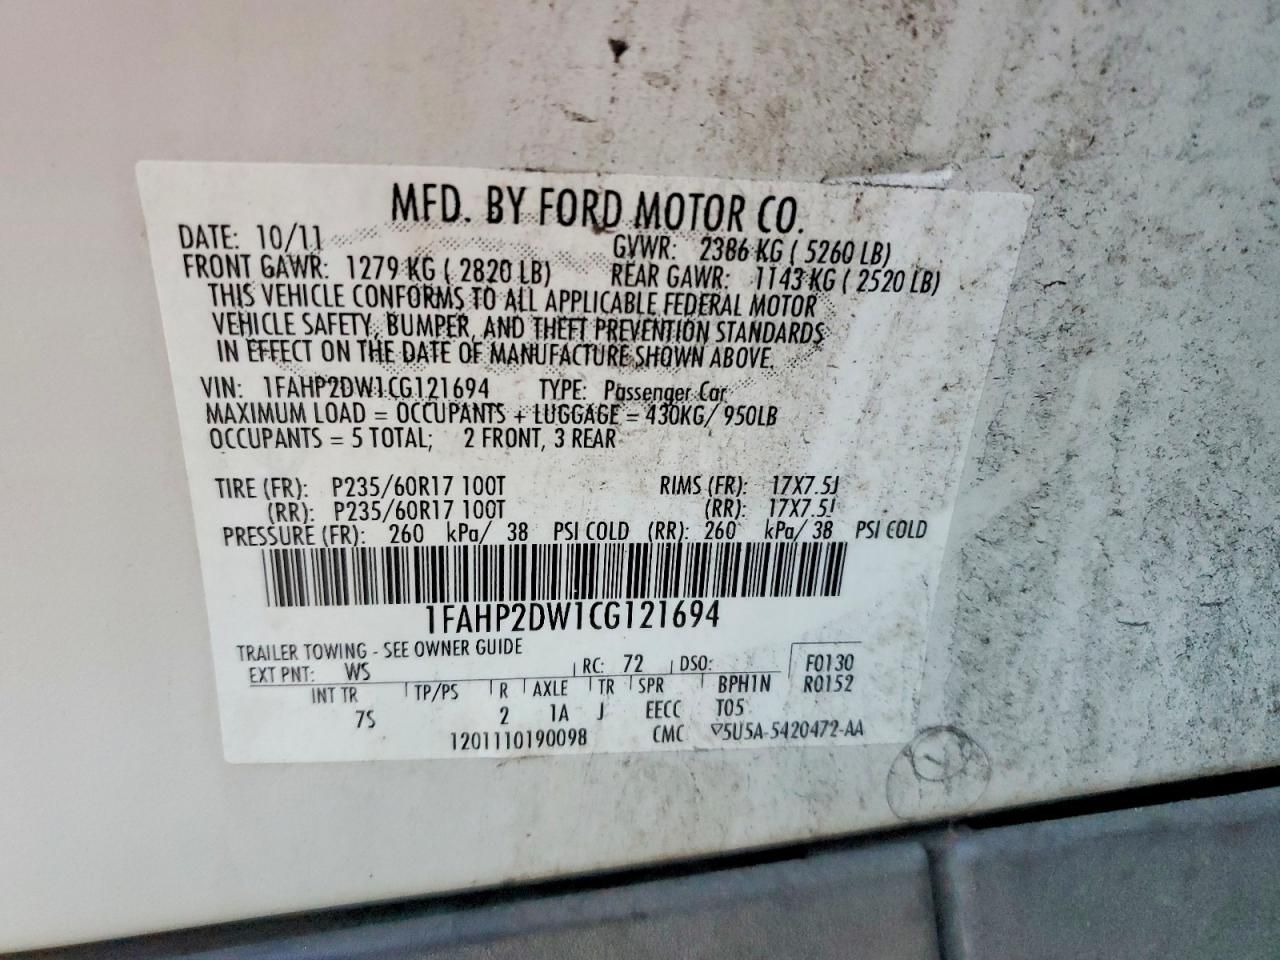 MFD. BY FORD MOTOR CO.
DATE: 10/11 GVWR: 2386 KG ( 5260 LB)
FRONT GAWR: 1279 KG ( 2820 LB) REAR GAWR: 1143 KG ( 2520 LB)
THIS VEHICLE CONFORMS TO ALL APPLICABLE FEDERAL MOTOR
VEHICLE SAFETY, BUMPER, AND THEFT PREVENTION STANDARDS
IN EFFECT ON THE DATE OF MANUFACTURE SHOWN ABOVE.
VIN: 1FAHP2DW1CG121694 TYPE: Passenger Car
MAXIMUM LOAD = OCCUPANTS + LUGGAGE = 430KG/ 950LB
OCCUPANTS = 5 TOTAL; 2 FRONT, 3 REAR
TIRE (FR): P235/60R17 100T RIMS (FR): 17X7.5J
(RR): P235/60R17 100T (RR): 17X7.5J
PRESSURE (FR): 260 kPa/ 38 PSI COLD (RR): 260 kPa/ 38 PSI COLD
1FAHP2DW1CG121694
TRAILER TOWING - SEE OWNER GUIDE
EXT PNT: WS RC: 72 DSO: F0130
INT TR TP/PS R AXLE TR SPR BPH1N R0152
7S 2 1A J EECC T05
1201110190098 CMC ▽5U5A-5420472-AA